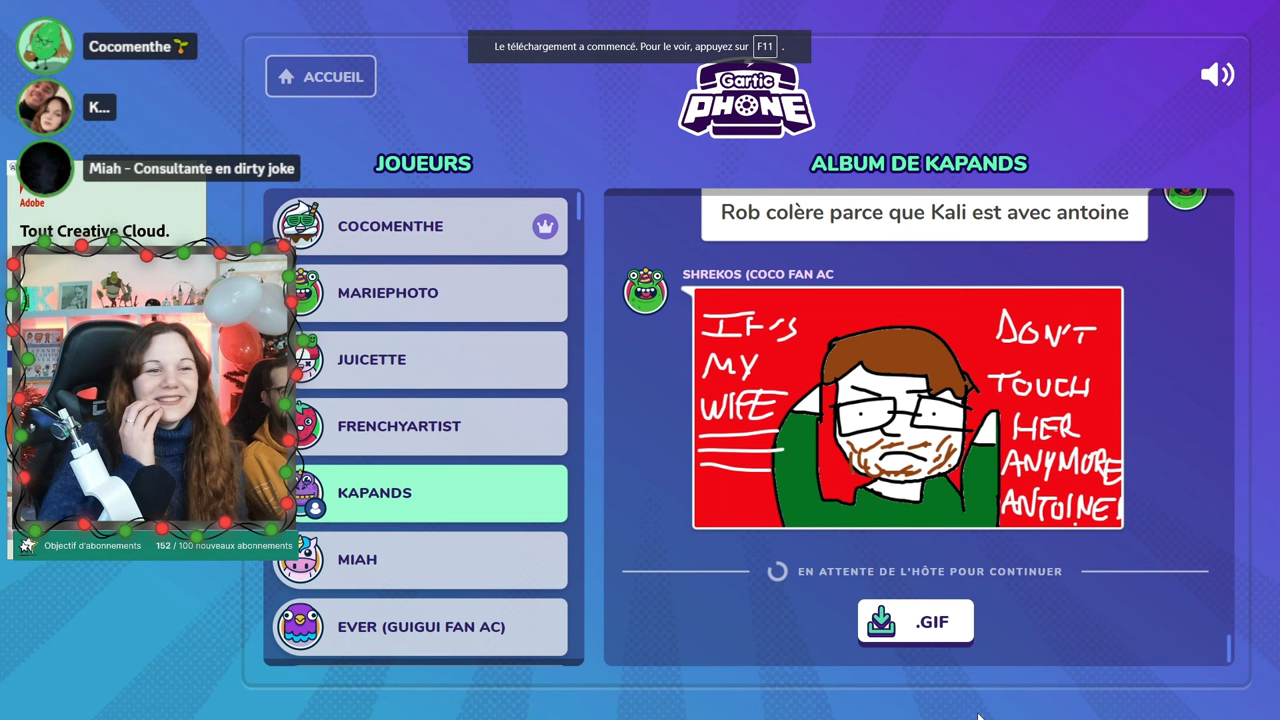 Cocomenthe
K...
Miah - Consultante en dirty joke
Adobe
Tout Creative Cloud.
Objectif d'abonnements
152 / 100 nouveaux abonnements
Le téléchargement a commencé. Pour le voir, appuyez sur F11 .
ACCUEIL
Gartic
PHONE
JOUEURS
COCOMENTHE
MARIEPHOTO
JUICETTE
FRENCHYARTIST
KAPANDS
MIAH
EVER (GUIGUI FAN AC)
ALBUM DE KAPANDS
Rob colère parce que Kali est avec antoine
SHREKOS (COCO FAN AC
IT'S
MY
WIFE
DON'T
TOUCH
HER
ANYMORE
ANTOINE!
EN ATTENTE DE L'HÔTE POUR CONTINUER
.GIF